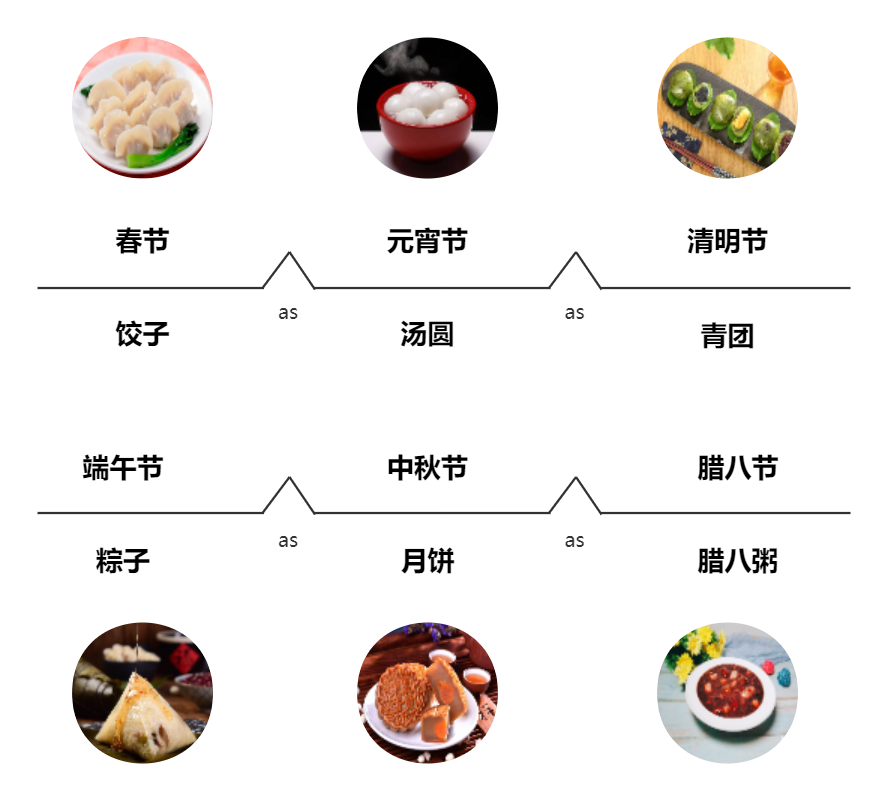 春节 元宵节 清明节
as as
饺子 汤圆 青团
端午节 中秋节 腊八节
as as
粽子 月饼 腊八粥